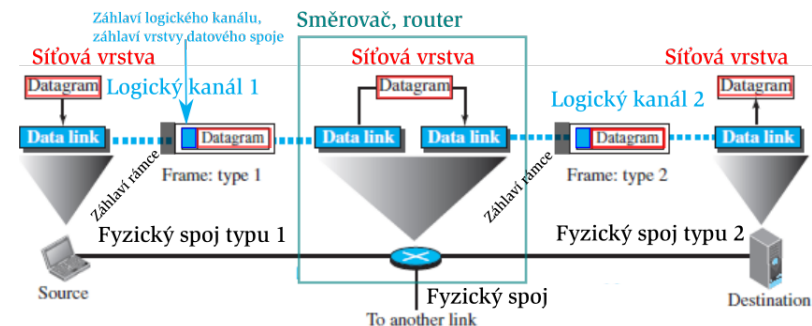 Záhlaví logického kanálu,
záhlaví vrstvy datového spoje
Směrovač, router
Síťová vrstva
Síťová vrstva
Síťová vrstva
Datagram
Logický kanál 1
Datagram
Logický kanál 2
Datagram
Data link
Datagram
Data link
Data link
Datagram
Data link
Záhlaví rámce
Frame: type 1
Záhlaví rámce
Frame: type 2
Fyzický spoj typu 1
Fyzický spoj typu 2
Source
Fyzický spoj
Destination
To another link